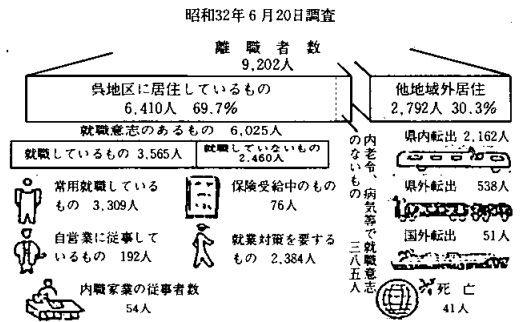 昭和32年6月20日調査
離職者数
9,202人
呉地区に居住しているもの
6,410人 69.7%
他地域外居住
2,792人 30.3%
就職意志のあるもの 6,025人
就職しているもの 3,565人
就職していないもの
2,460人
内老令、病気等で就職意志
のないもの 三八五人
常用就職している
もの 3,309人
保険受給中のもの
76人
自営業に従事して
いるもの 192人
就業対策を要する
もの 2,384人
内職家業の従事者数
54人
県内転出 2,162人
県外転出 538人
国外転出 51人
死亡
41人